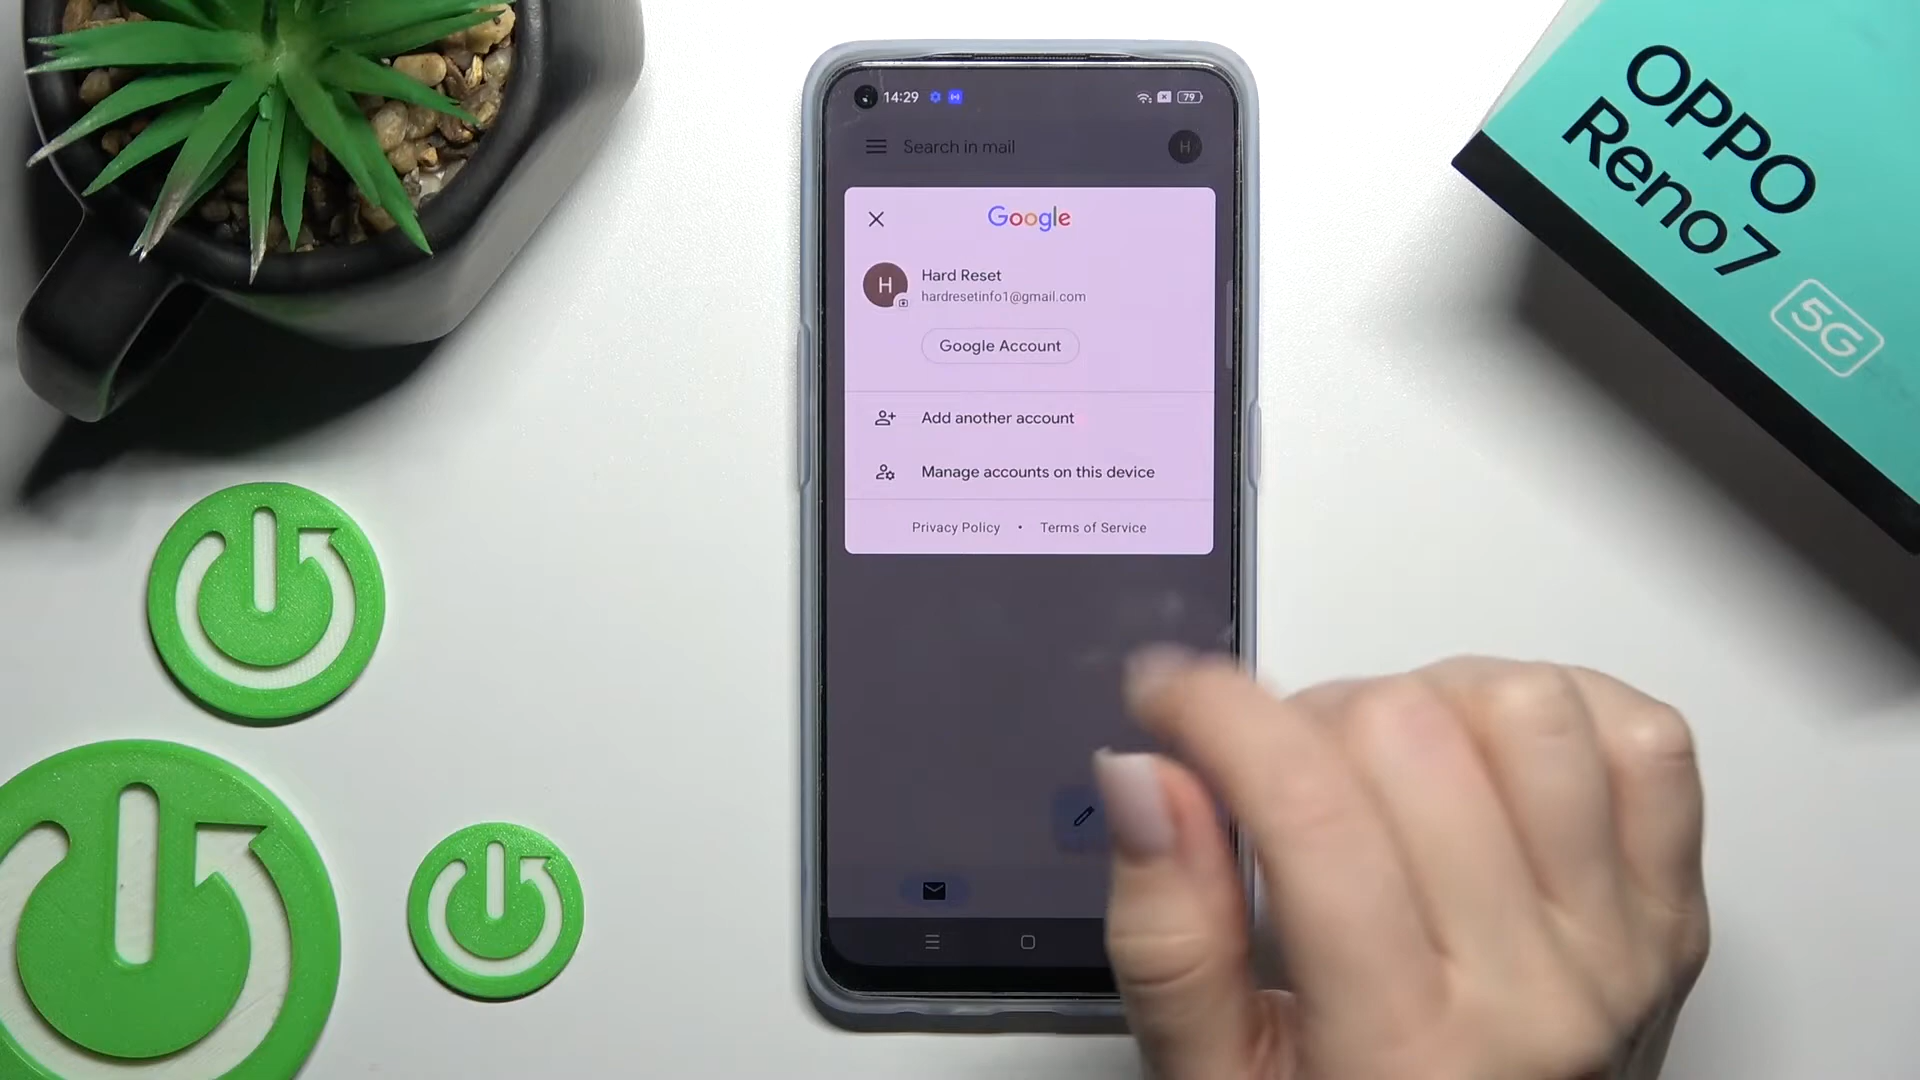 14:29
79
Search in mail
H
Google
H
Hard Reset
hardresetinfo1@gmail.com
Google Account
Add another account
Manage accounts on this device
Privacy Policy • Terms of Service
OPPO
Reno7
5G